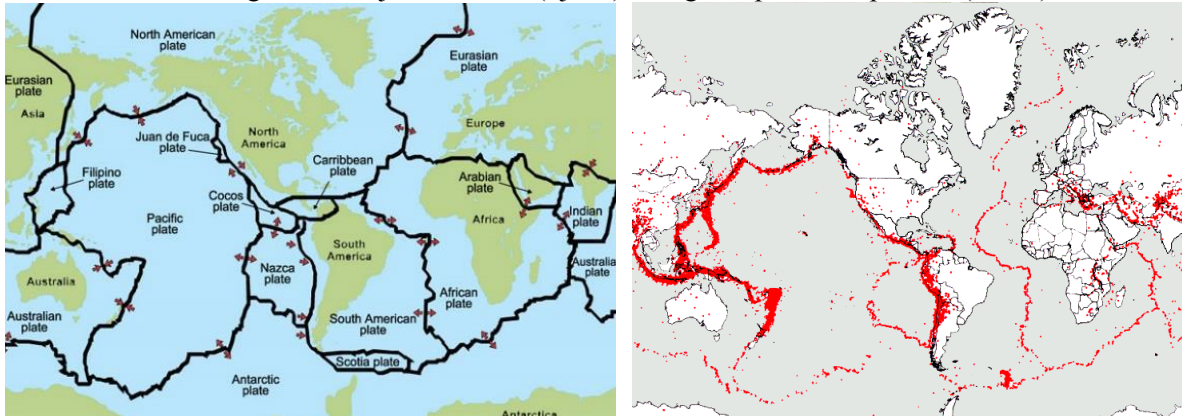 North American
plate
Eurasian
plate
Eurasian
plate
Asia
Juan de Fuca
plate
North
America
Europe
Carribbean
plate
Filipino
plate
Arabian
plate
Cocos
plate
Africa
Indian
plate
Pacific
plate
South
America
Nazca
plate
Australia
Australia
plate
African
plate
Australian
plate
South American
plate
Scotia plate
Antarctic
plate
Antarctica